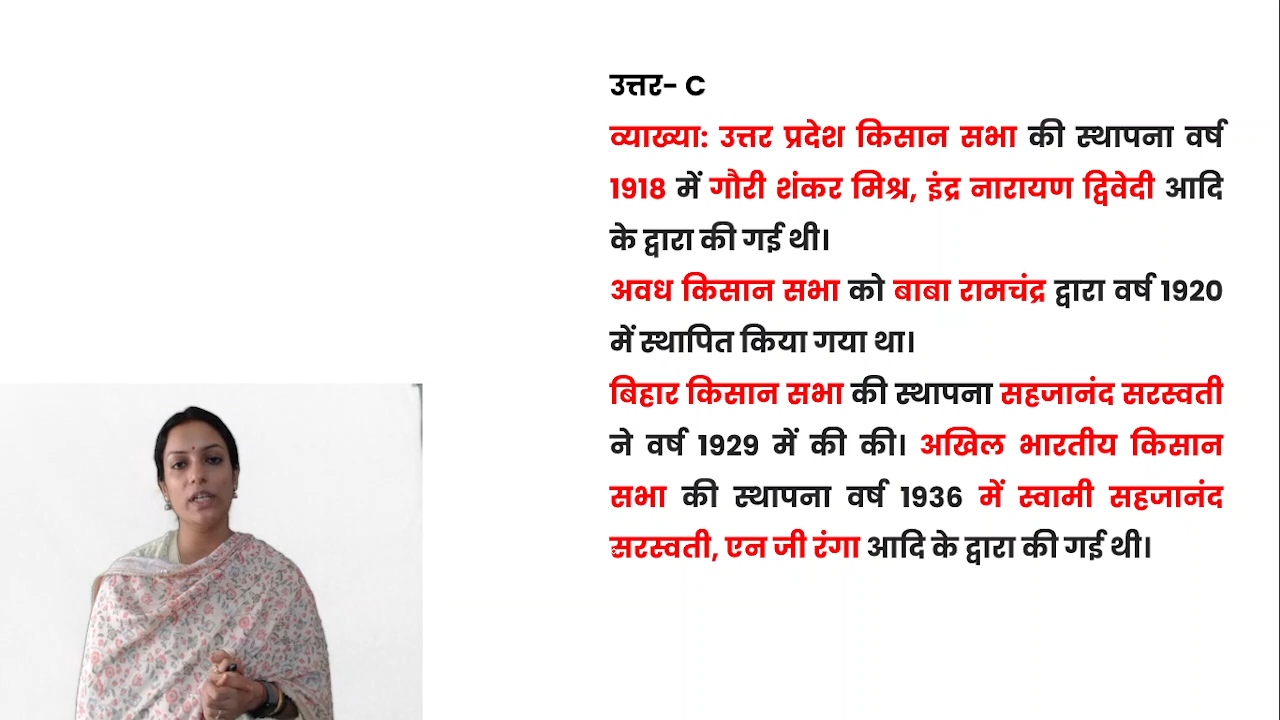 उत्तर- C
व्याख्या: उत्तर प्रदेश किसान सभा की स्थापना वर्ष
1918 में गौरी शंकर मिश्र, इंद्र नारायण द्विवेदी आदि
के द्वारा की गई थी।
अवध किसान सभा को बाबा रामचंद्र द्वारा वर्ष 1920
में स्थापित किया गया था।
बिहार किसान सभा की स्थापना सहजानंद सरस्वती
ने वर्ष 1929 में की की। अखिल भारतीय किसान
सभा की स्थापना वर्ष 1936 में स्वामी सहजानंद
सरस्वती, एन जी रंगा आदि के द्वारा की गई थी।